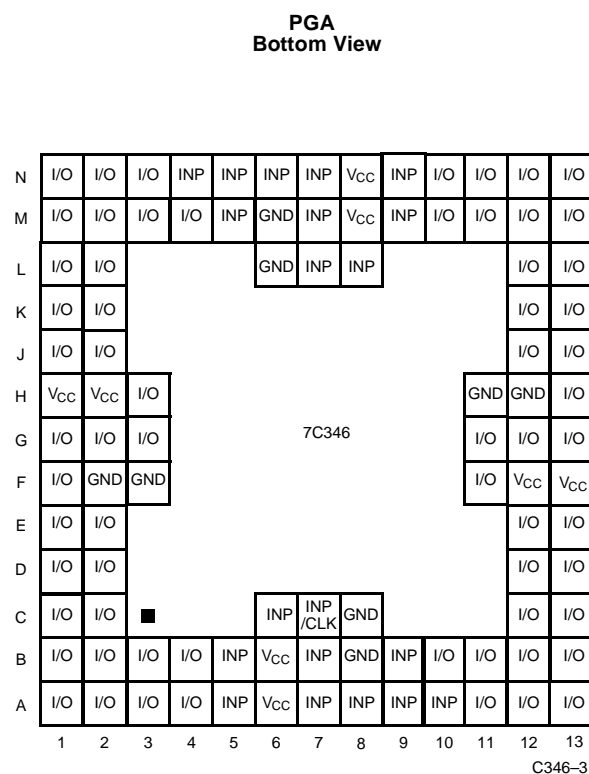 PGA
Bottom View
N I/O I/O I/O INP INP INP INP VCC INP I/O I/O I/O I/O
M I/O I/O I/O I/O INP GND INP VCC INP I/O I/O I/O I/O
L I/O I/O GND INP INP I/O I/O
K I/O I/O I/O I/O
J I/O I/O I/O I/O
H VCC VCC I/O GND GND I/O
G I/O I/O I/O 7C346 I/O I/O I/O
F I/O GND GND I/O VCC VCC
E I/O I/O I/O I/O
D I/O I/O I/O I/O
C I/O I/O INP INP /CLK GND I/O I/O
B I/O I/O I/O I/O INP VCC INP GND INP I/O I/O I/O I/O
A I/O I/O I/O I/O INP VCC INP INP INP INP I/O I/O I/O
1 2 3 4 5 6 7 8 9 10 11 12 13
C346–3